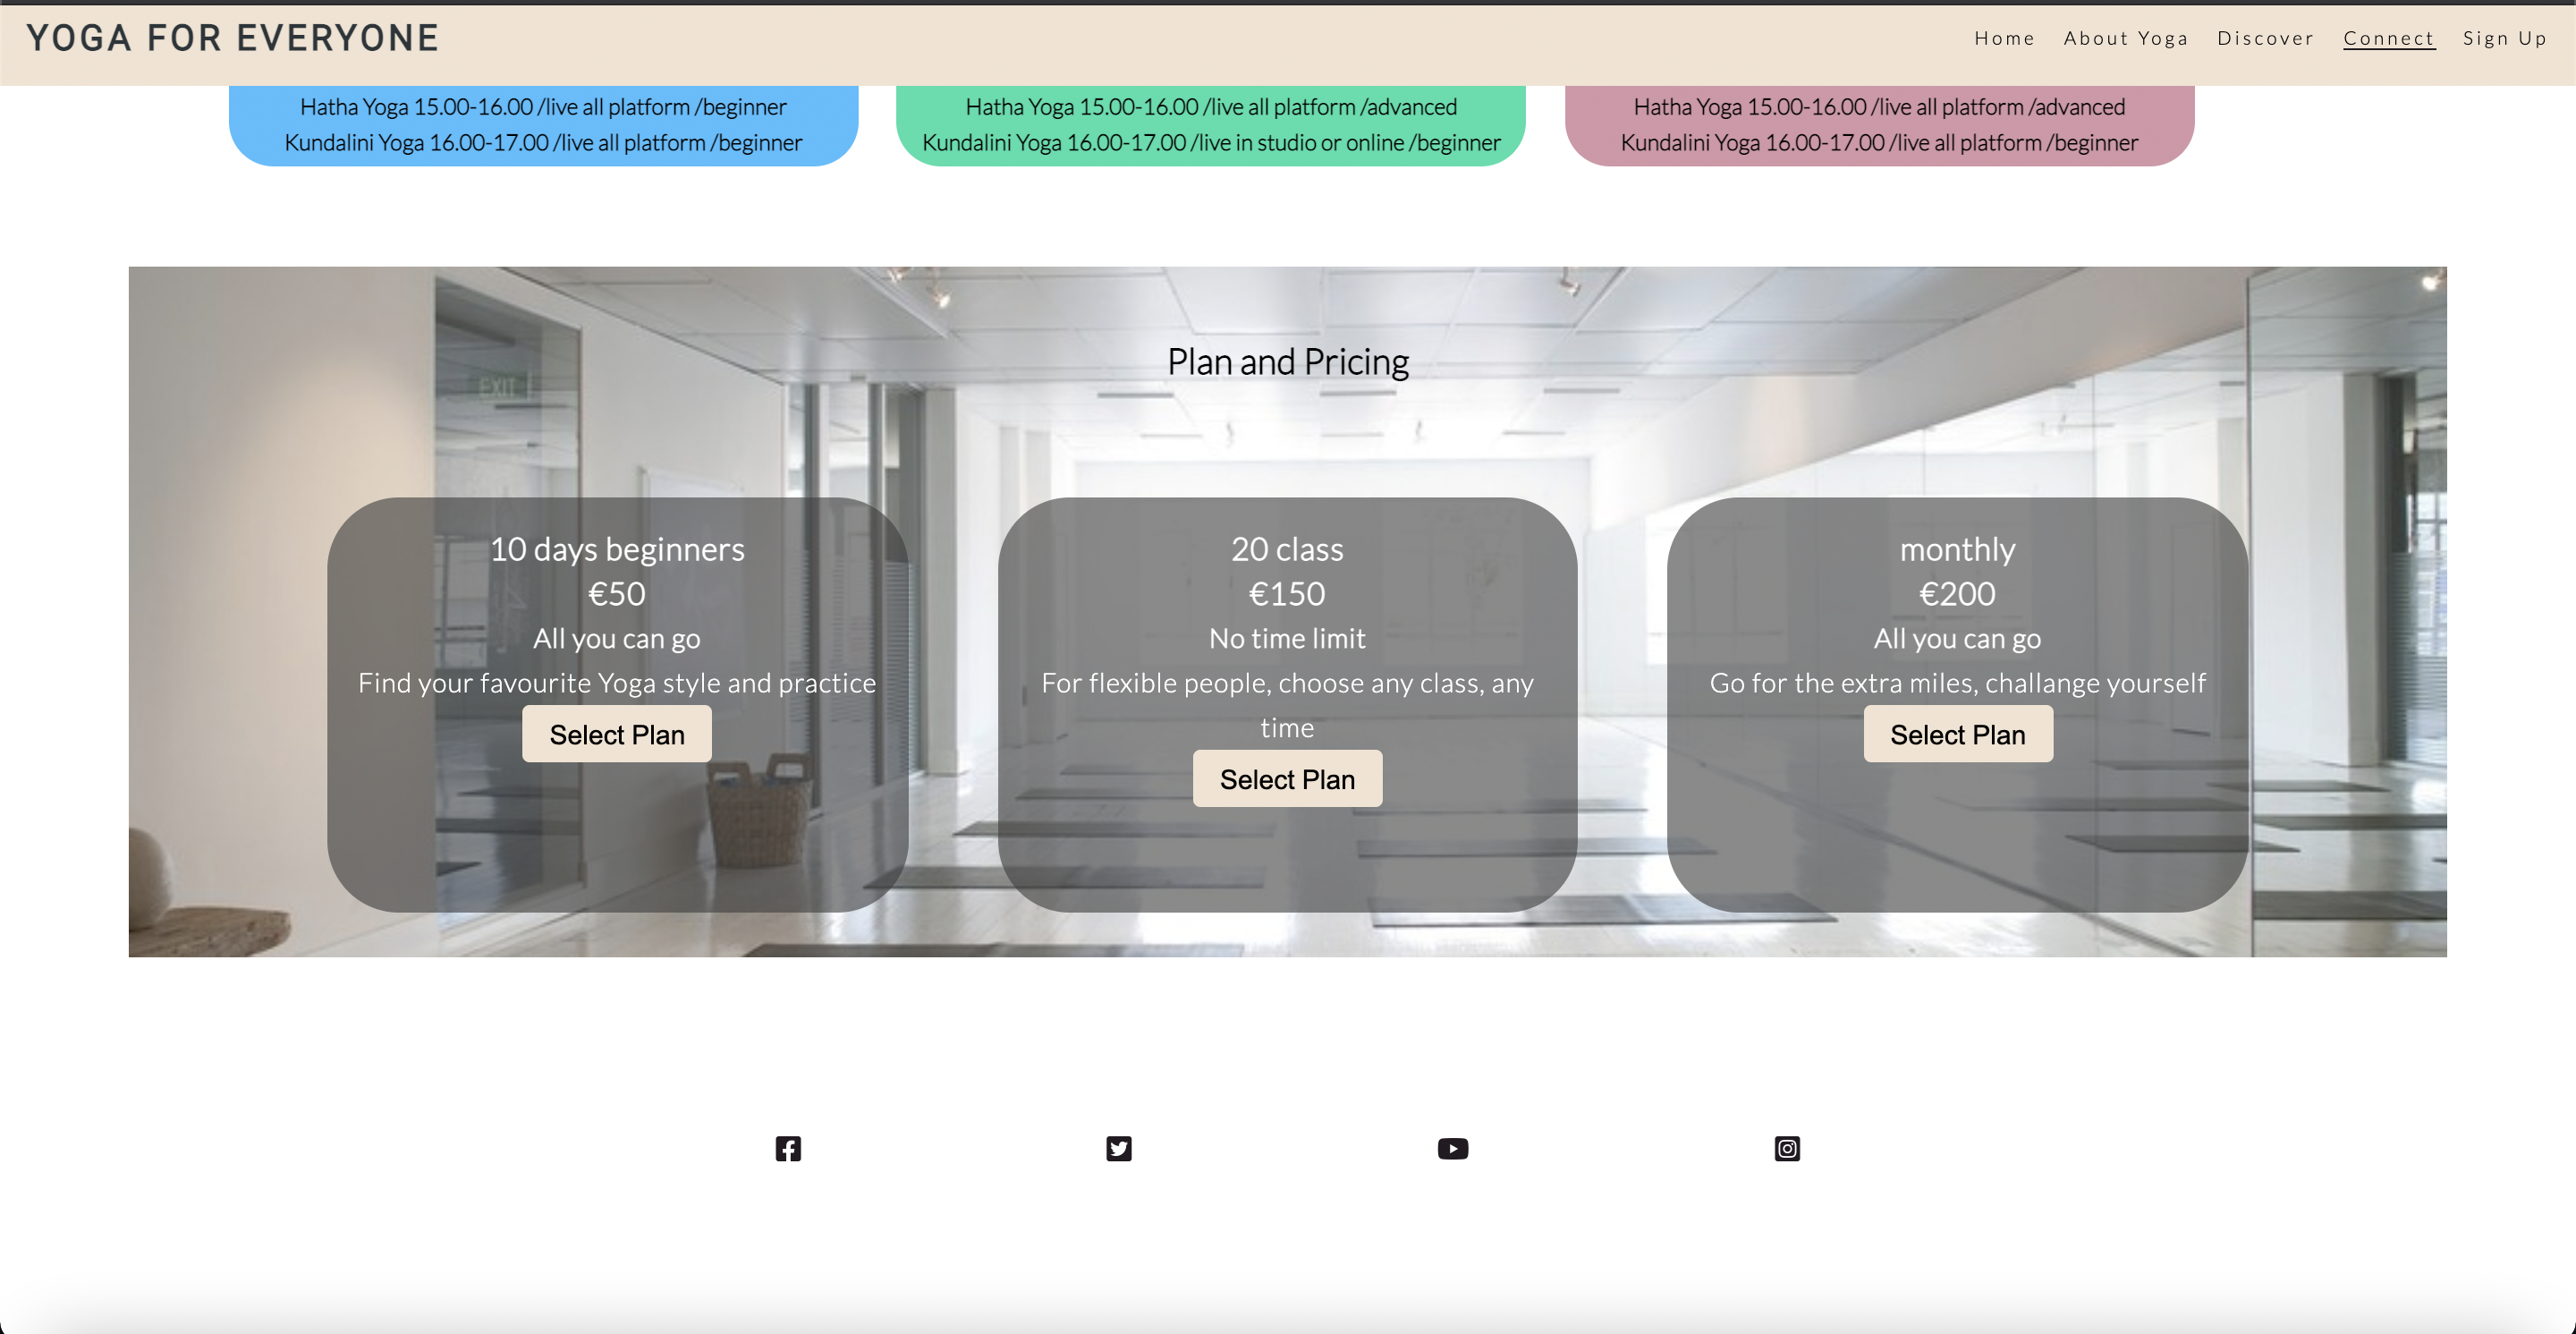 YOGA FOR EVERYONE
Home About Yoga Discover Connect Sign Up
Hatha Yoga 15.00-16.00 /live all platform /beginner
Kundalini Yoga 16.00-17.00 /live all platform /beginner
Hatha Yoga 15.00-16.00 /live all platform /advanced
Kundalini Yoga 16.00-17.00 /live in studio or online /beginner
Hatha Yoga 15.00-16.00 /live all platform /advanced
Kundalini Yoga 16.00-17.00 /live all platform /beginner
EXIT
Plan and Pricing
10 days beginners
€50
All you can go
Find your favourite Yoga style and practice
Select Plan
20 class
€150
No time limit
For flexible people, choose any class, any
time
Select Plan
monthly
€200
All you can go
Go for the extra miles, challange yourself
Select Plan